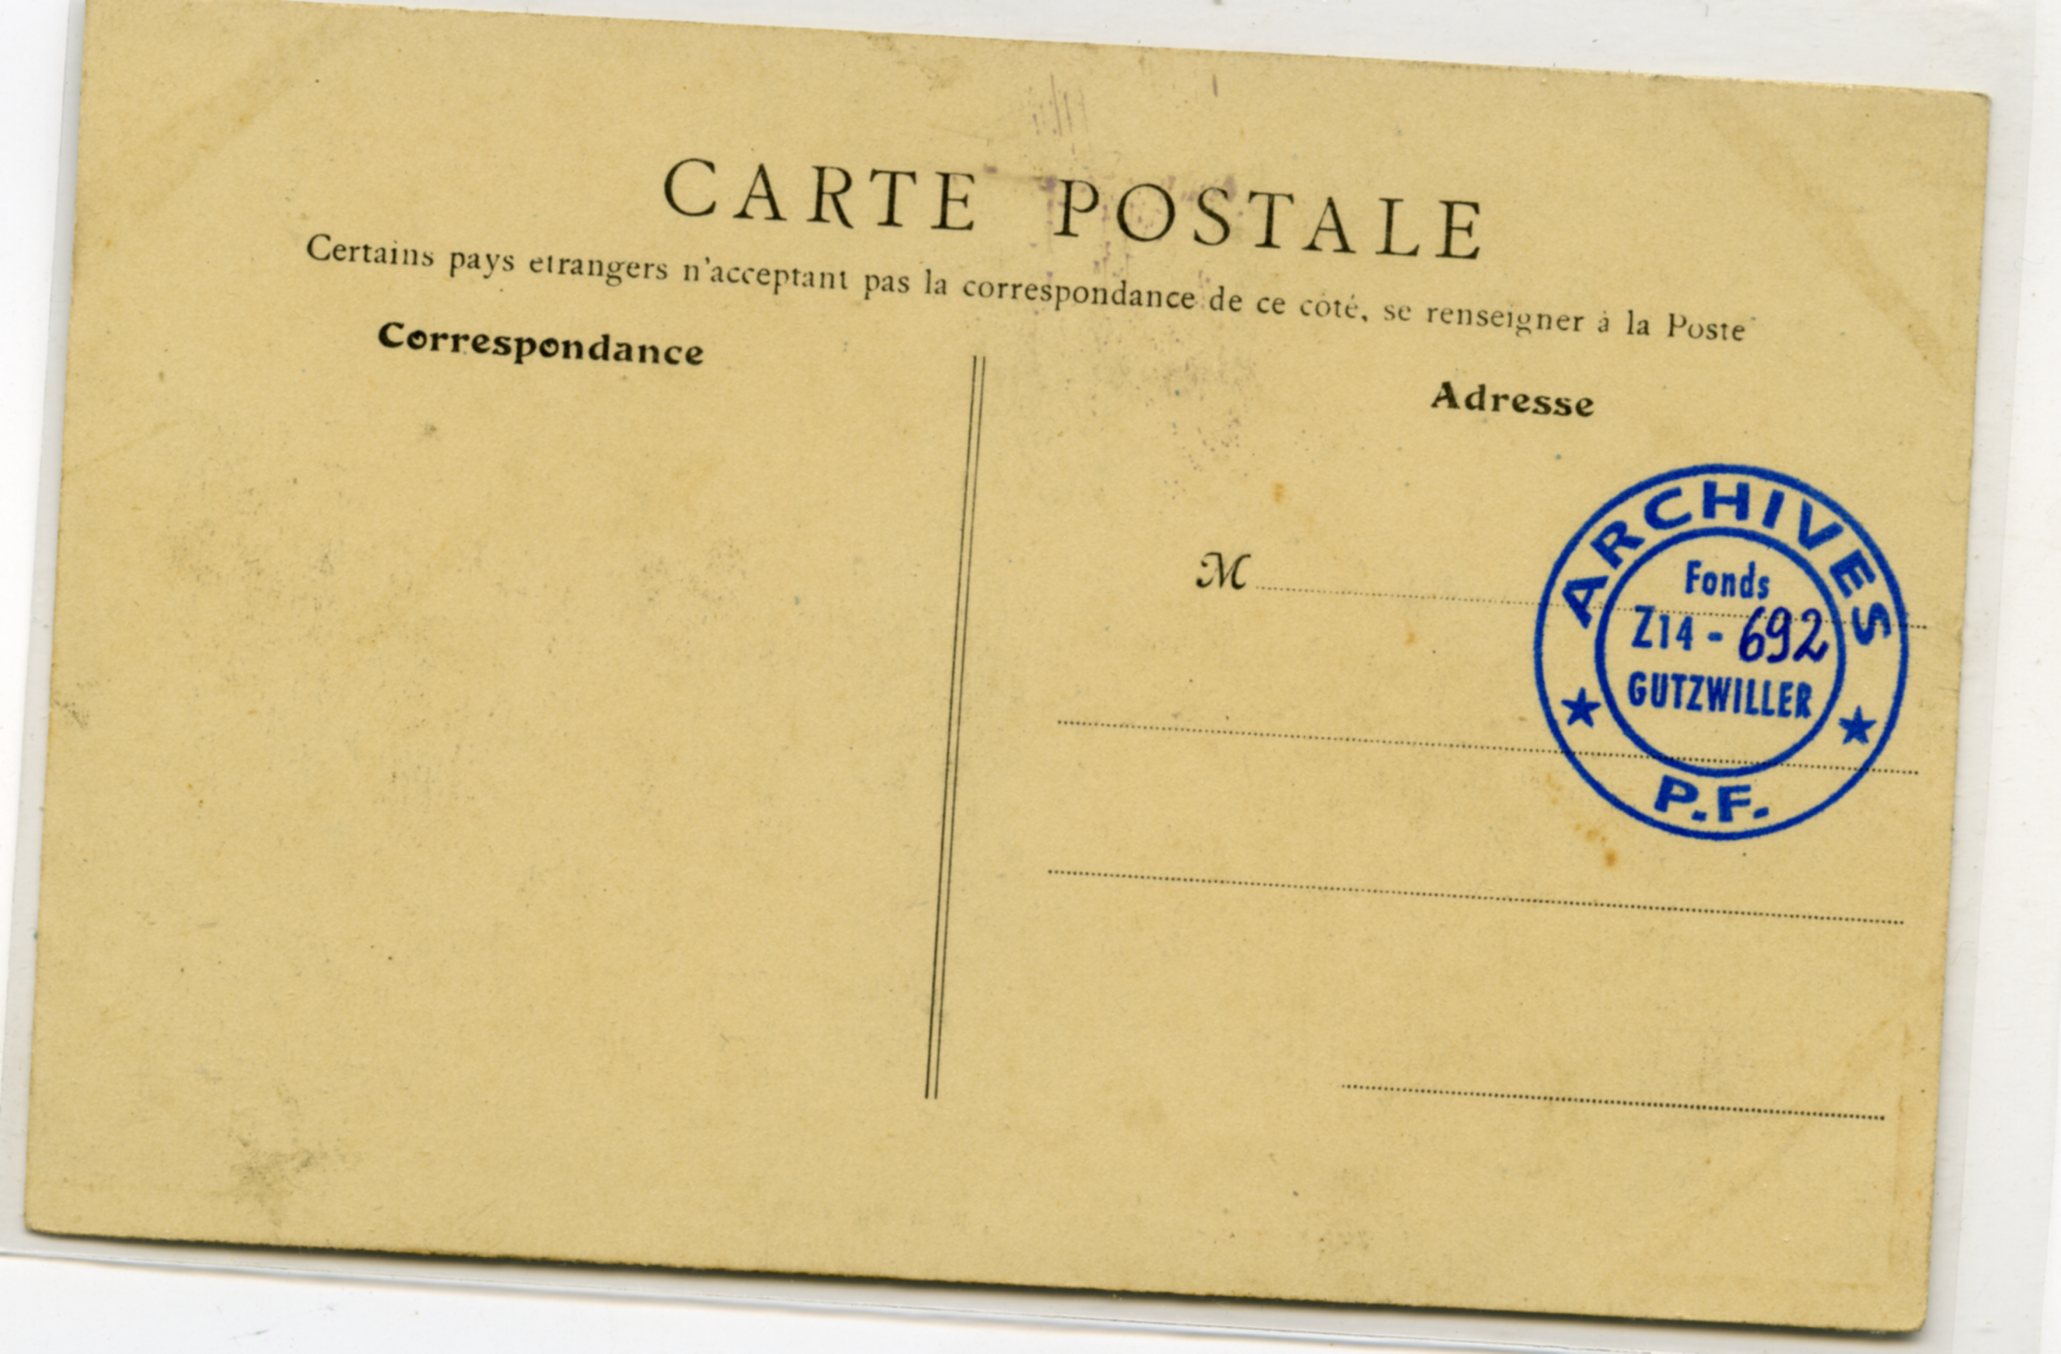 CARTE POSTALE
Certains pays etrangers n'acceptant pas la correspondance de ce côté, se renseigner à la Poste
Correspondance
Adresse
M
ARCHIVES
Fonds
Z14 - 692
GUTZWILLER
P.F.